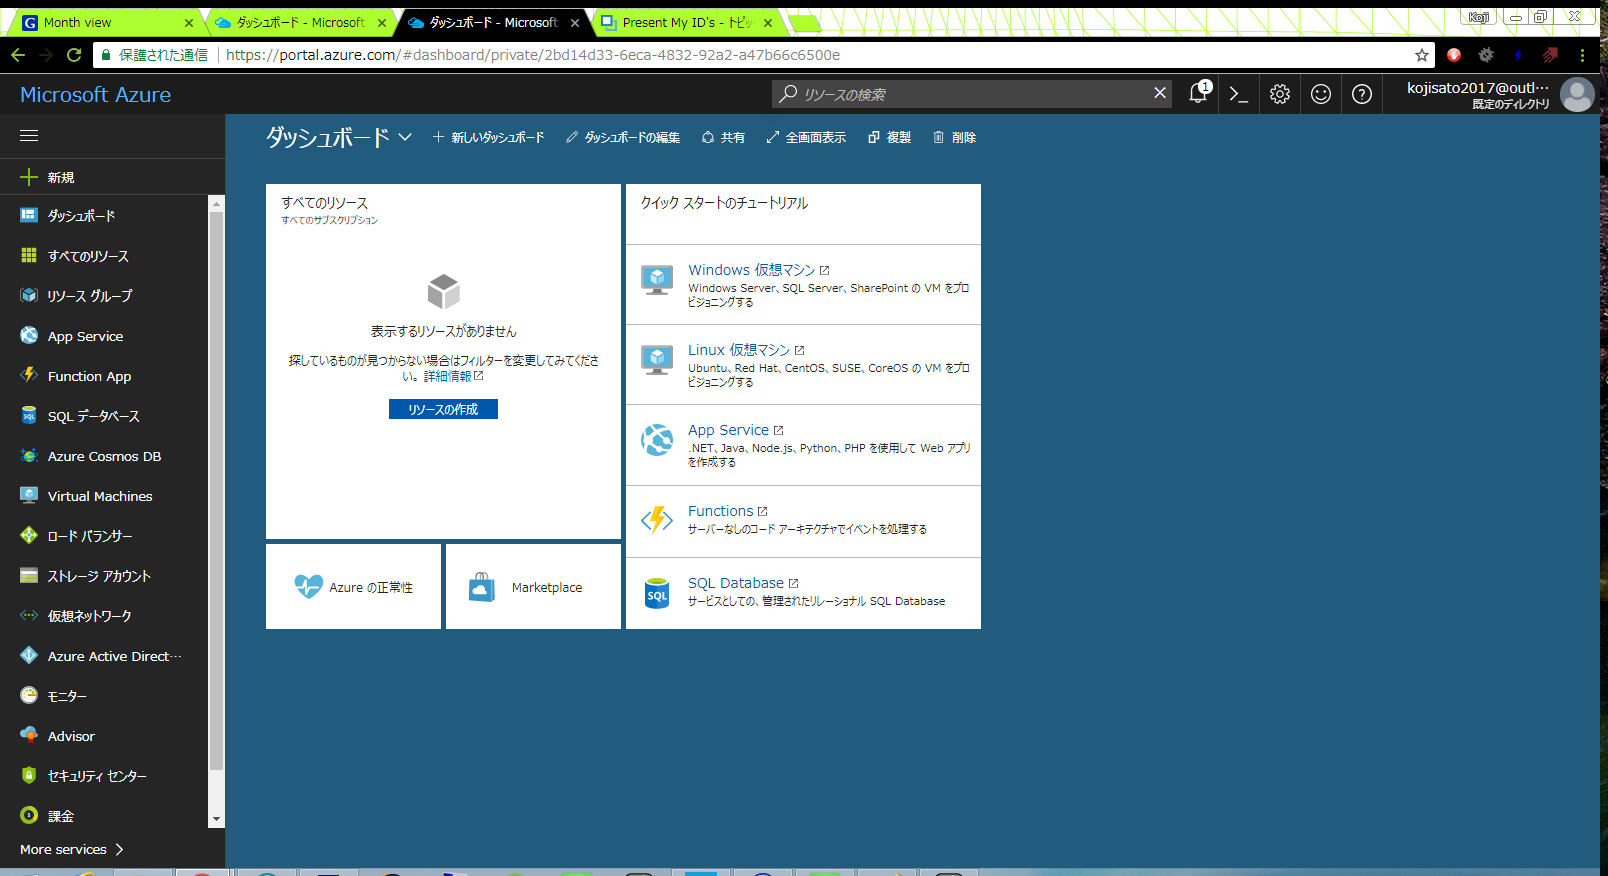 Month view
ダッシュボード - Microsoft
ダッシュボード - Microsoft
Present My ID's - トピッ
Koji
保護された通信
https://portal.azure.com/#dashboard/private/2bd14d33-6eca-4832-92a2-a47b66c6500e
Microsoft Azure
リソースの検索
1
kojisato2017@outl…
既定のディレクトリ
ダッシュボード
新しいダッシュボード
ダッシュボードの編集
共有
全画面表示
複製
削除
新規
ダッシュボード
すべてのリソース
リソース グループ
App Service
Function App
SQL データベース
Azure Cosmos DB
Virtual Machines
ロード バランサー
ストレージ アカウント
仮想ネットワーク
Azure Active Direct…
モニター
Advisor
セキュリティ センター
課金
More services
すべてのリソース
すべてのサブスクリプション
表示するリソースがありません
探しているものが見つからない場合はフィルターを変更してみてくださ
い。詳細情報
リソースの作成
Azure の正常性
Marketplace
クイック スタートのチュートリアル
Windows 仮想マシン
Windows Server、SQL Server、SharePoint の VM をプロ
ビジョニングする
Linux 仮想マシン
Ubuntu、Red Hat、CentOS、SUSE、CoreOS の VM をプロ
ビジョニングする
App Service
.NET、Java、Node.js、Python、PHP を使用して Web アプリ
を作成する
Functions
サーバーなしのコード アーキテクチャでイベントを処理する
SQL
SQL Database
サービスとしての、管理されたリレーショナル SQL Database